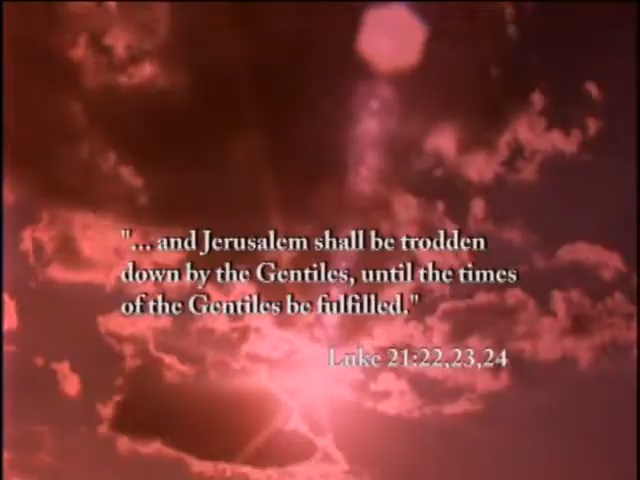 "... and Jerusalem shall be trodden
down by the Gentiles, until the times
of the Gentiles be fulfilled."
Luke 21:22,23,24